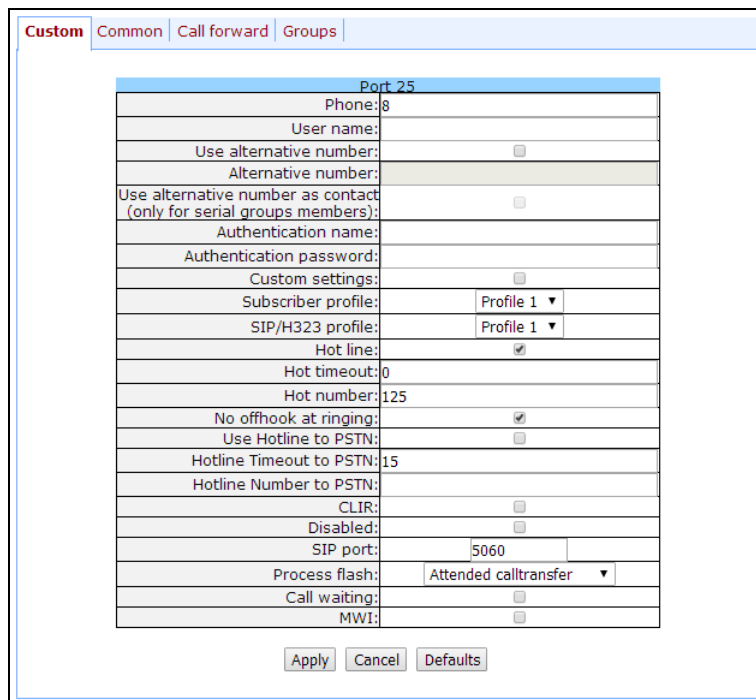 Custom Common Call forward Groups
Port 25
Phone: 8
User name:
Use alternative number:
Alternative number:
Use alternative number as contact
(only for serial groups members):
Authentication name:
Authentication password:
Custom settings:
Subscriber profile: Profile 1
SIP/H323 profile: Profile 1
Hot line:
Hot timeout: 0
Hot number: 125
No offhook at ringing:
Use Hotline to PSTN:
Hotline Timeout to PSTN: 15
Hotline Number to PSTN:
CLIR:
Disabled:
SIP port: 5060
Process flash: Attended calltransfer
Call waiting:
MWI:
Apply Cancel Defaults